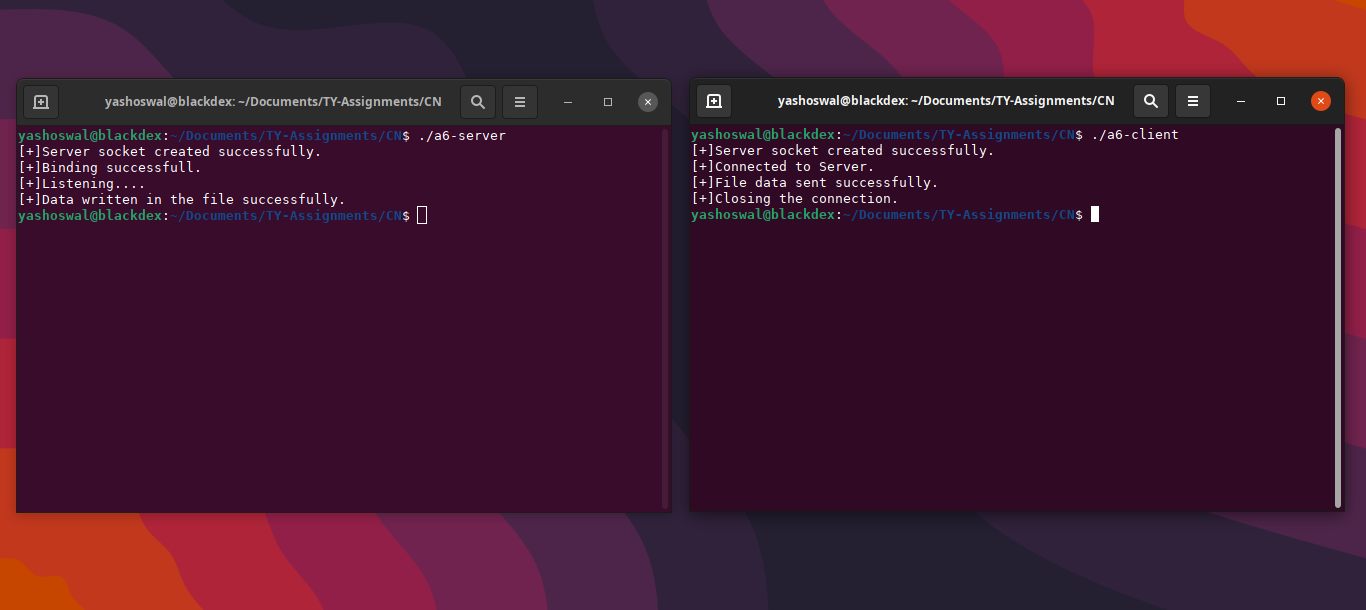 yashoswal@blackdex: ~/Documents/TY-Assignments/CN
yashoswal@blackdex:~/Documents/TY-Assignments/CN$ ./a6-server
[+]Server socket created successfully.
[+]Binding successfull.
[+]Listening....
[+]Data written in the file successfully.
yashoswal@blackdex:~/Documents/TY-Assignments/CN$
yashoswal@blackdex: ~/Documents/TY-Assignments/CN
yashoswal@blackdex:~/Documents/TY-Assignments/CN$ ./a6-client
[+]Server socket created successfully.
[+]Connected to Server.
[+]File data sent successfully.
[+]Closing the connection.
yashoswal@blackdex:~/Documents/TY-Assignments/CN$